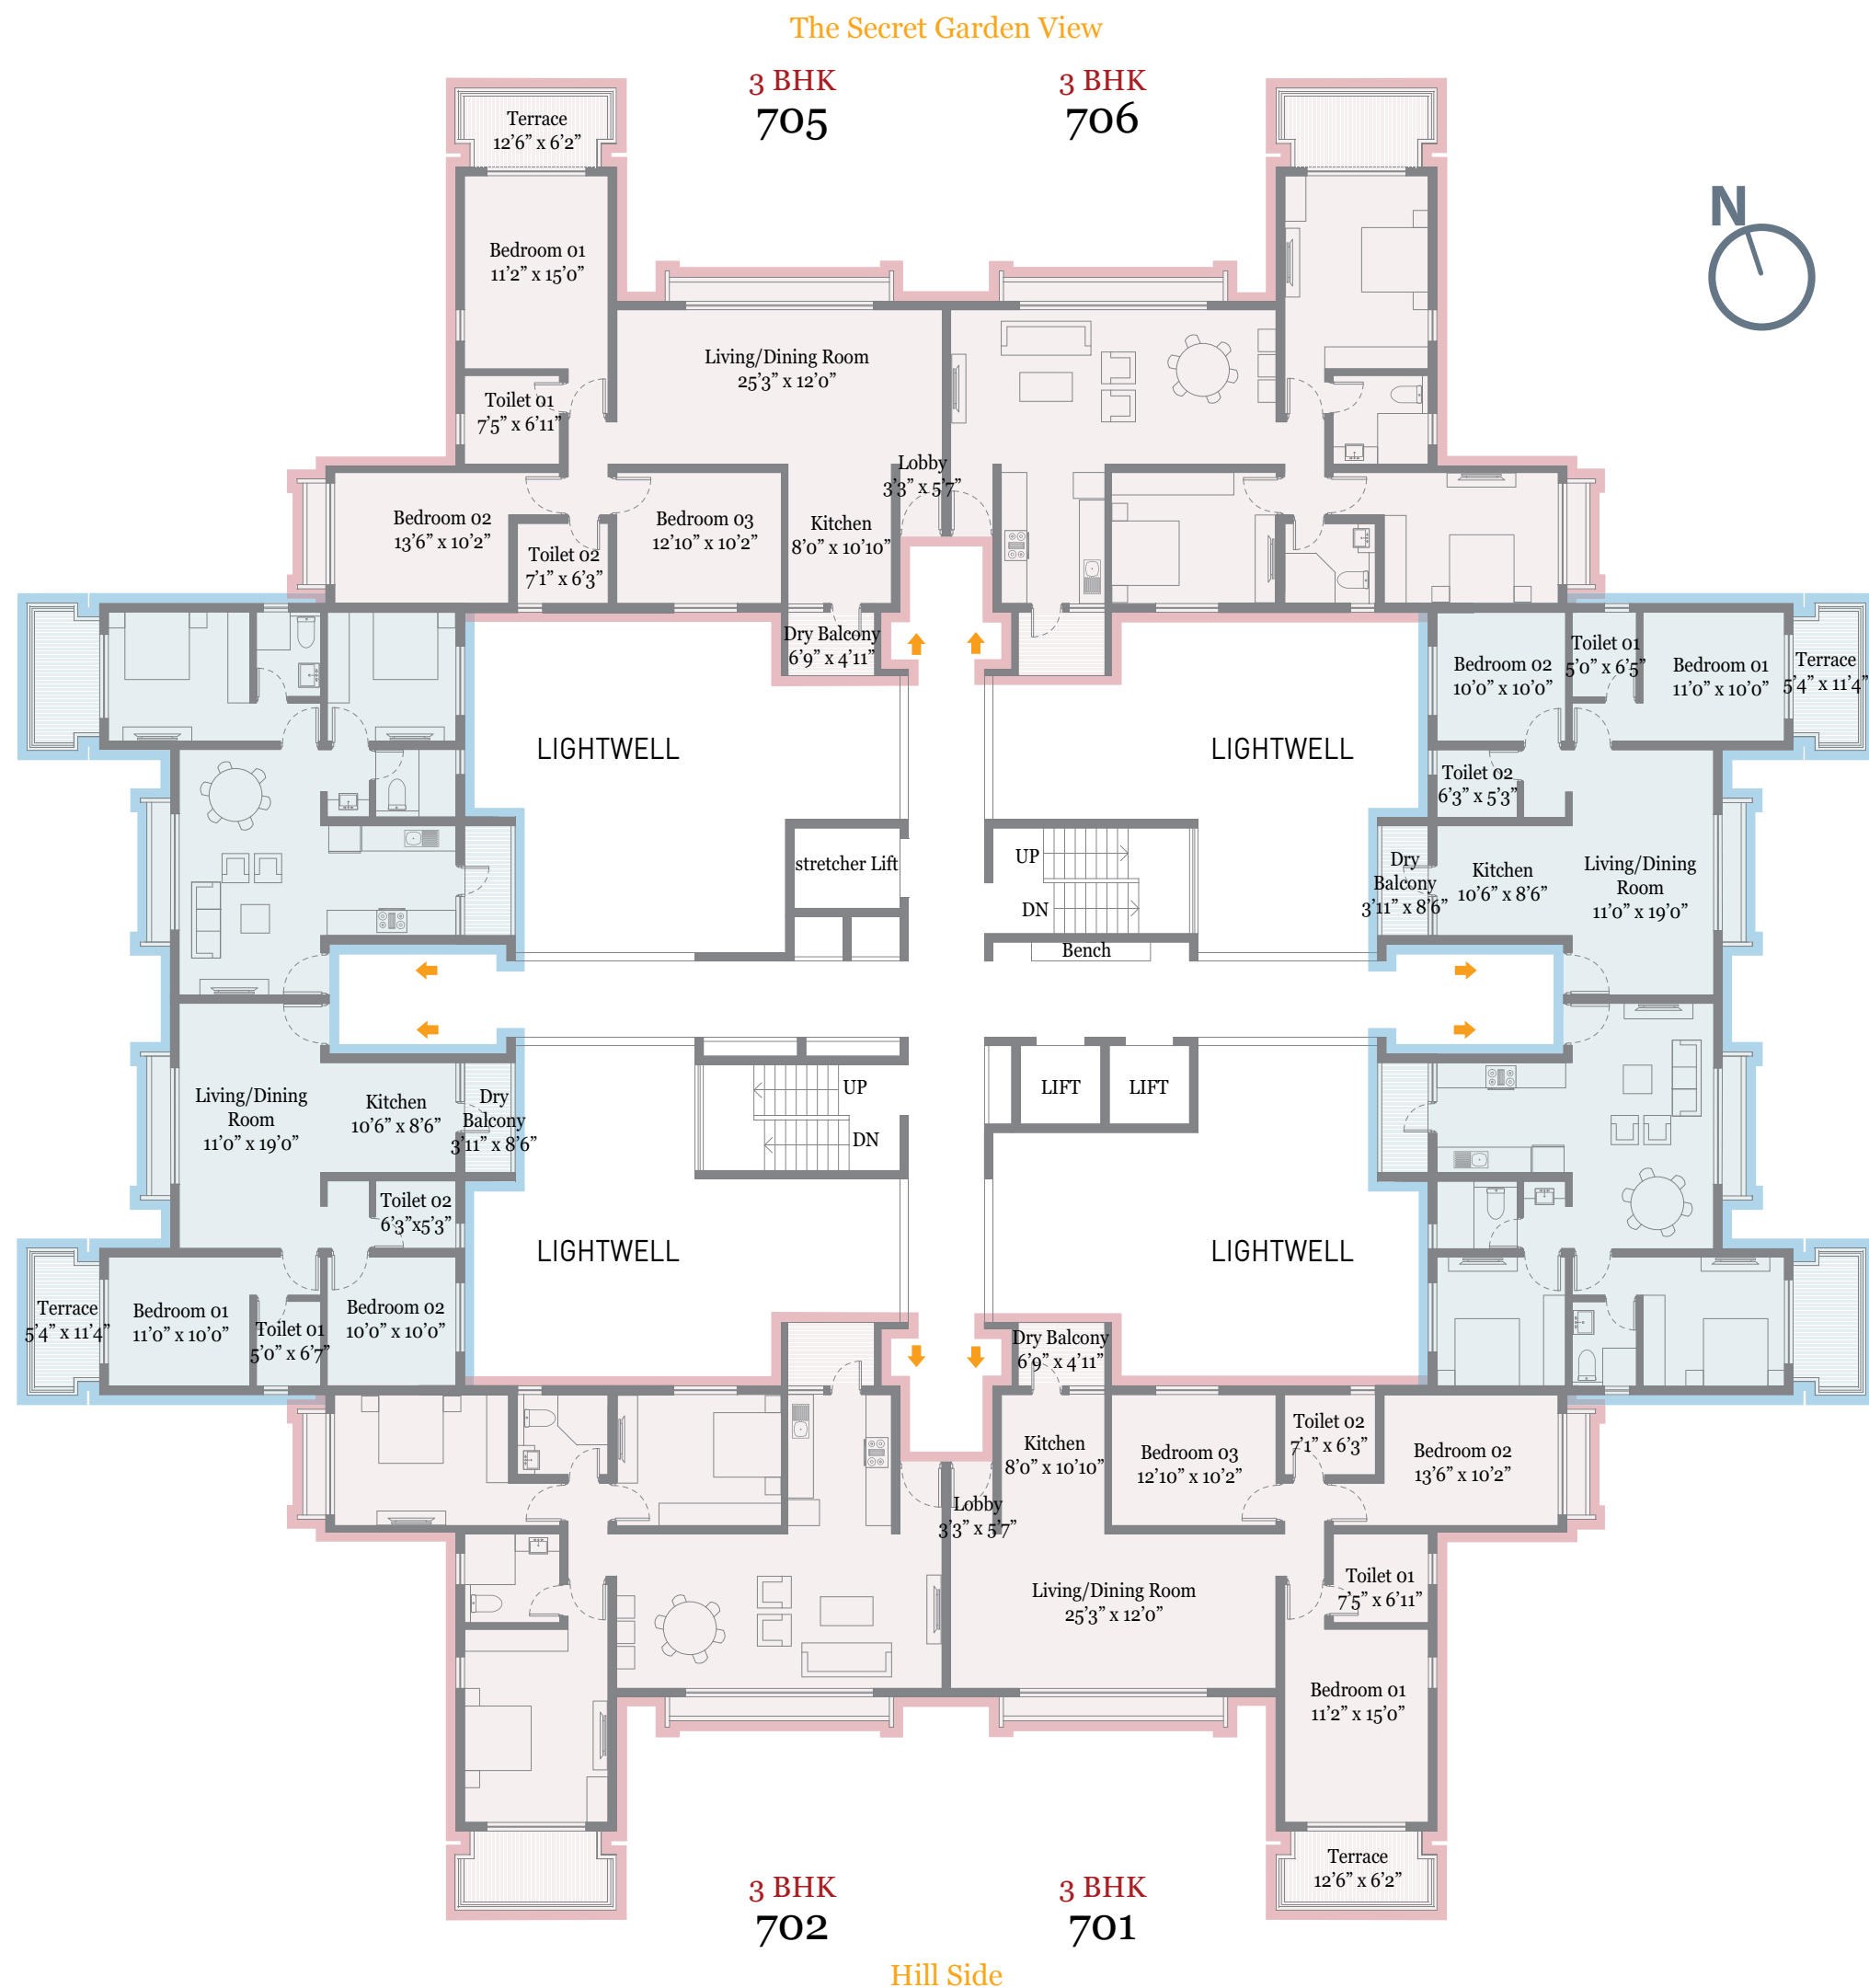 The Secret Garden View
3 BHK
705
3 BHK
706
N
Terrace
12’6” x 6’2”
Bedroom 01
11’2” x 15’0”
Living/Dining Room
25’3” x 12’0”
Toilet 01
7’5” x 6’11”
Lobby
3’3” x 5’7”
Bedroom 02
13’6” x 10’2”
Toilet 02
7’1” x 6’3”
Bedroom 03
12’10” x 10’2”
Kitchen
8’0” x 10’10”
Dry Balcony
6’9” x 4’11”
Bedroom 02
10’0” x 10’0”
Toilet 01
5’0” x 6’5”
Bedroom 01
11’0” x 10’0”
Terrace
5’4” x 11’4”
LIGHTWELL
LIGHTWELL
Toilet 02
6’3” x 5’3”
stretcher Lift
UP
DN
Dry
Balcony
3’11” x 8’6”
Kitchen
10’6” x 8’6”
Living/Dining
Room
11’0” x 19’0”
Bench
Living/Dining
Room
11’0” x 19’0”
Kitchen
10’6” x 8’6”
Dry
Balcony
3’11” x 8’6”
UP
DN
LIFT
LIFT
Toilet 02
6’3”x5’3”
LIGHTWELL
LIGHTWELL
Terrace
5’4” x 11’4”
Bedroom 01
11’0” x 10’0”
Toilet 01
5’0” x 6’7”
Bedroom 02
10’0” x 10’0”
Dry Balcony
6’9” x 4’11”
Kitchen
8’0” x 10’10”
Bedroom 03
12’10” x 10’2”
Toilet 02
7’1” x 6’3”
Bedroom 02
13’6” x 10’2”
Lobby
3’3” x 5’7”
Living/Dining Room
25’3” x 12’0”
Toilet 01
7’5” x 6’11”
Bedroom 01
11’2” x 15’0”
Terrace
12’6” x 6’2”
3 BHK
702
3 BHK
701
Hill Side